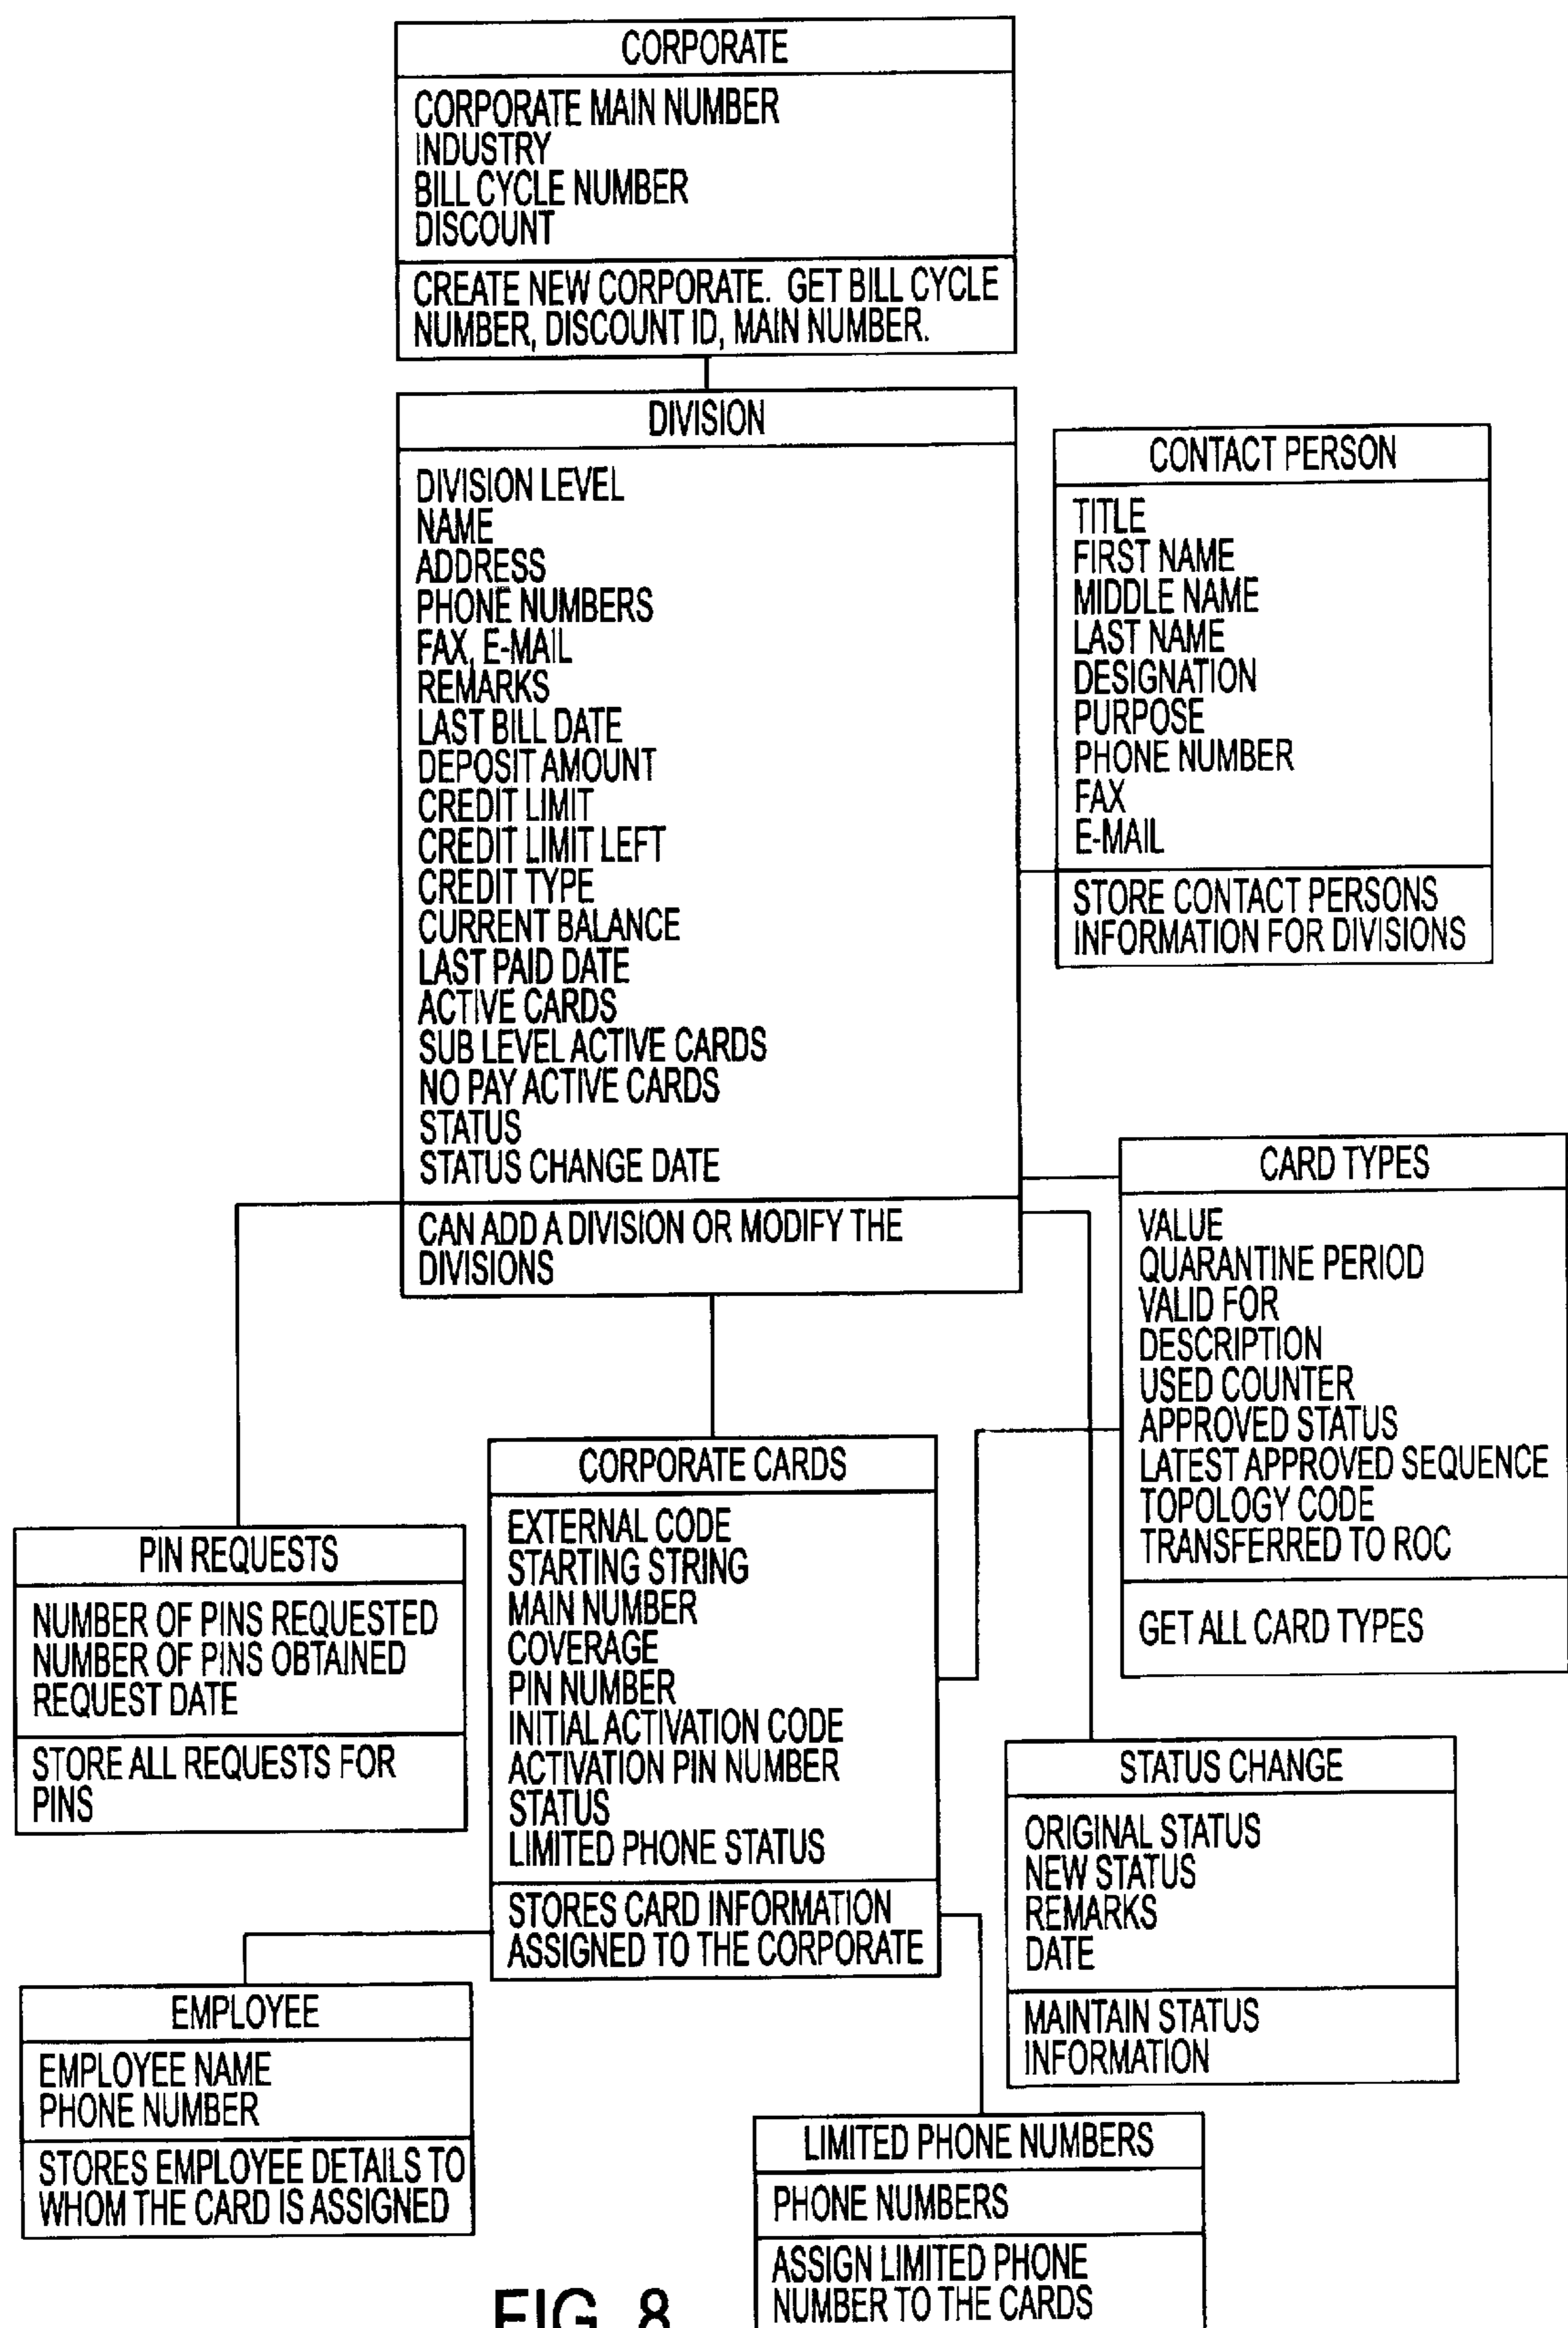 CORPORATE
CORPORATE MAIN NUMBER
INDUSTRY
BILL CYCLE NUMBER
DISCOUNT
CREATE NEW CORPORATE. GET BILL CYCLE
NUMBER, DISCOUNT ID, MAIN NUMBER.
DIVISION
DIVISION LEVEL
NAME
ADDRESS
PHONE NUMBERS
FAX, E-MAIL
REMARKS
LAST BILL DATE
DEPOSIT AMOUNT
CREDIT LIMIT
CREDIT LIMIT LEFT
CREDIT TYPE
CURRENT BALANCE
LAST PAID DATE
ACTIVE CARDS
SUB LEVEL ACTIVE CARDS
NO PAY ACTIVE CARDS
STATUS
STATUS CHANGE DATE
CAN ADD A DIVISION OR MODIFY THE
DIVISIONS
CONTACT PERSON
TITLE
FIRST NAME
MIDDLE NAME
LAST NAME
DESIGNATION
PURPOSE
PHONE NUMBER
FAX
E-MAIL
STORE CONTACT PERSONS
INFORMATION FOR DIVISIONS
CARD TYPES
VALUE
QUARANTINE PERIOD
VALID FOR
DESCRIPTION
USED COUNTER
APPROVED STATUS
LATEST APPROVED SEQUENCE
TOPOLOGY CODE
TRANSFERRED TO ROC
GET ALL CARD TYPES
PIN REQUESTS
NUMBER OF PINS REQUESTED
NUMBER OF PINS OBTAINED
REQUEST DATE
STORE ALL REQUESTS FOR
PINS
CORPORATE CARDS
EXTERNAL CODE
STARTING STRING
MAIN NUMBER
COVERAGE
PIN NUMBER
INITIAL ACTIVATION CODE
ACTIVATION PIN NUMBER
STATUS
LIMITED PHONE STATUS
STORES CARD INFORMATION
ASSIGNED TO THE CORPORATE
STATUS CHANGE
ORIGINAL STATUS
NEW STATUS
REMARKS
DATE
MAINTAIN STATUS
INFORMATION
EMPLOYEE
EMPLOYEE NAME
PHONE NUMBER
STORES EMPLOYEE DETAILS TO
WHOM THE CARD IS ASSIGNED
LIMITED PHONE NUMBERS
PHONE NUMBERS
ASSIGN LIMITED PHONE
NUMBER TO THE CARDS
FIG. 8